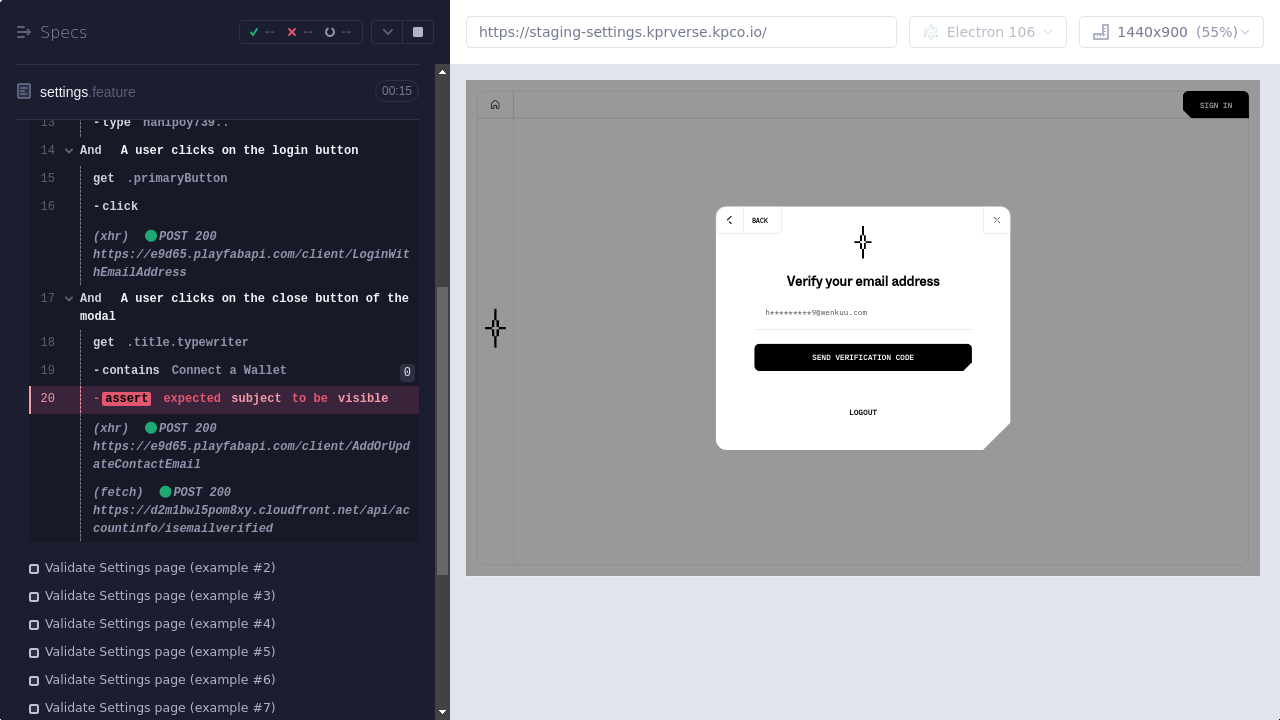 Specs
--
--
--
settings.feature
00:15
13 -type hanipoy739..
14 And A user clicks on the login button
15 get .primaryButton
16 -click
(xhr) POST 200
https://e9d65.playfabapi.com/client/LoginWit
hEmailAddress
17 And A user clicks on the close button of the
modal
18 get .title.typewriter
19 -contains Connect a Wallet 0
20 -assert expected subject to be visible
(xhr) POST 200
https://e9d65.playfabapi.com/client/AddOrUpd
ateContactEmail
(fetch) POST 200
https://d2m1bwl5pom8xy.cloudfront.net/api/ac
countinfo/isemailverified
Validate Settings page (example #2)
Validate Settings page (example #3)
Validate Settings page (example #4)
Validate Settings page (example #5)
Validate Settings page (example #6)
Validate Settings page (example #7)
https://staging-settings.kprverse.kpco.io/
Electron 106
1440x900 (55%)
SIGN IN
BACK
Verify your email address
h*********9@menkuu.com
SEND VERIFICATION CODE
LOGOUT